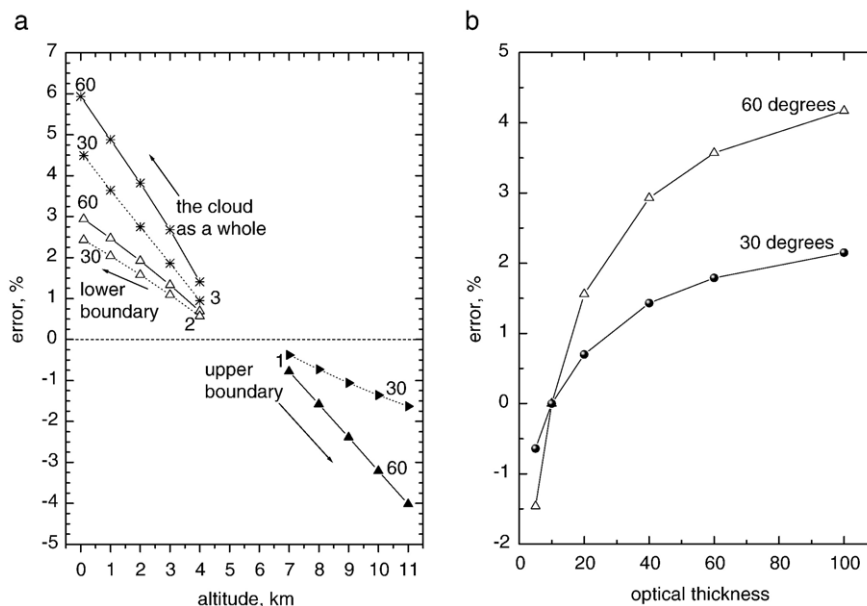 a
error, %
7
6
5
4
3
2
1
0
-1
-2
-3
-4
-5
0 1 2 3 4 5 6 7 8 9 10 11
altitude, km
60
30
60
30
the cloud
as a whole
lower
boundary
3
2
1
upper
boundary
30
60
b
error, %
5
4
3
2
1
0
-1
-2
0 20 40 60 80 100
optical thickness
60 degrees
30 degrees